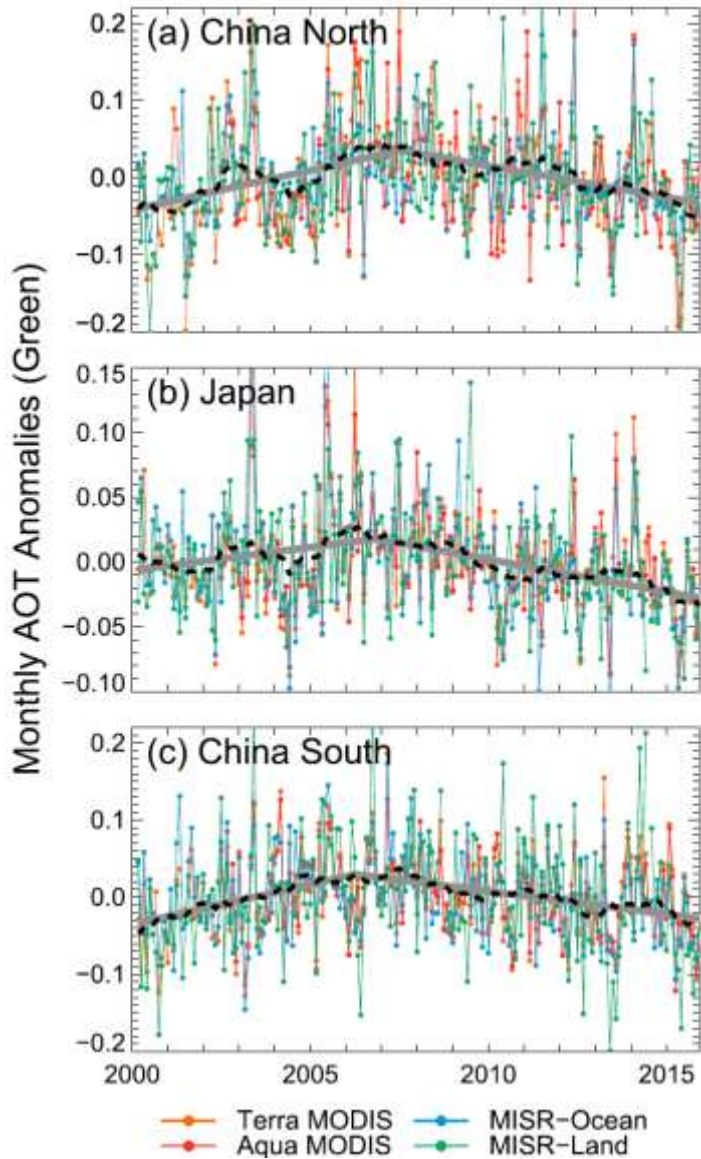 Monthly AOT Anomalies (Green)
(a) China North
0.2
0.1
0.0
−0.1
−0.2
(b) Japan
0.15
0.10
0.05
0.00
−0.05
−0.10
(c) China South
0.2
0.1
0.0
−0.1
−0.2
2000 2005 2010 2015
Terra MODIS MISR−Ocean
Aqua MODIS MISR−Land